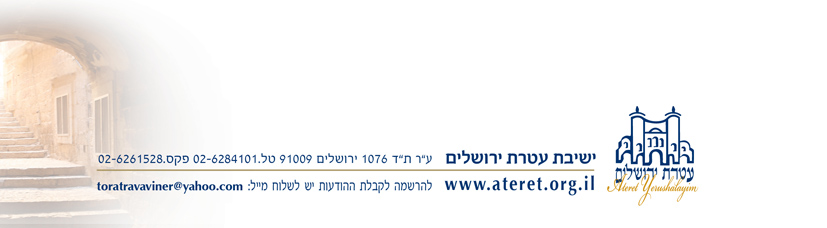 ישיבת עטרת ירושלים ע״ר ת״ד 1076 ירושלים 91009 טל.02-6284101 פקס.02-6261528
www.ateret.org.il להרשמה לקבלת ההודעות יש לשלוח מייל: toratravaviner@yahoo.com
עטרת ירושלים
Ateret Yerushalayim